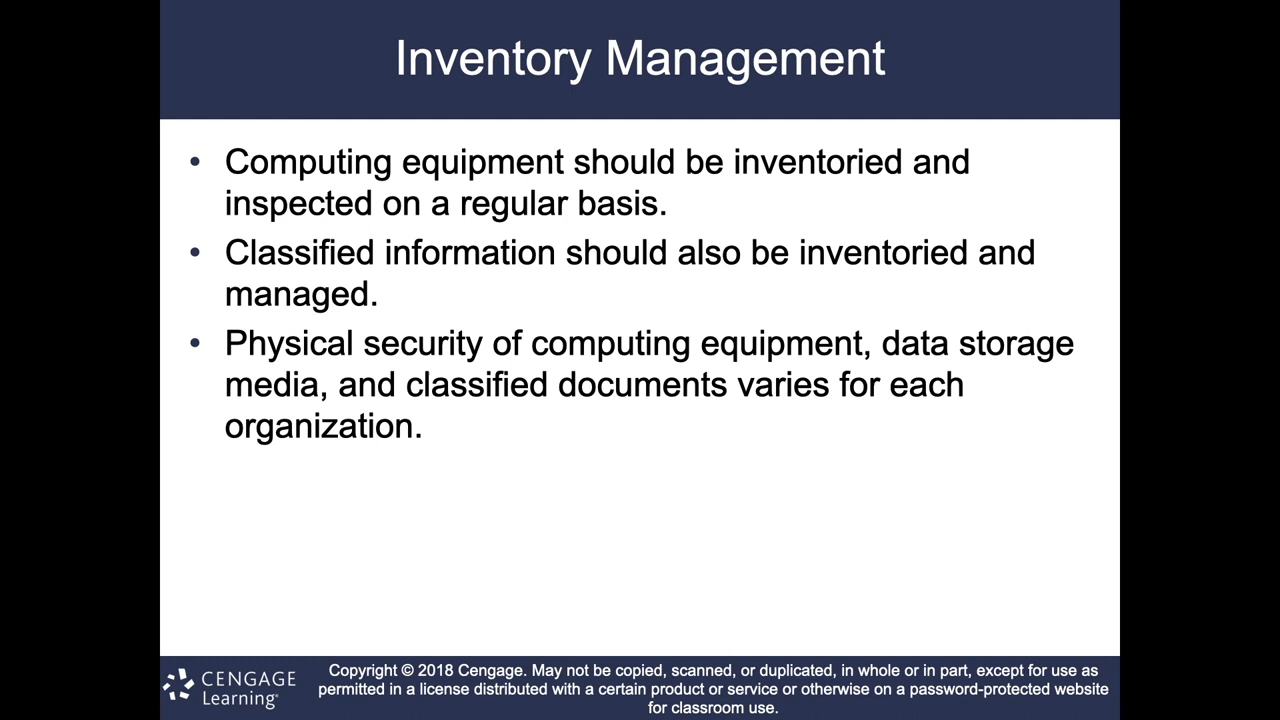 Inventory Management
• Computing equipment should be inventoried and
inspected on a regular basis.
• Classified information should also be inventoried and
managed.
• Physical security of computing equipment, data storage
media, and classified documents varies for each
organization.
CENGAGE
Learning®
Copyright © 2018 Cengage. May not be copied, scanned, or duplicated, in whole or in part, except for use as
permitted in a license distributed with a certain product or service or otherwise on a password-protected website
for classroom use.